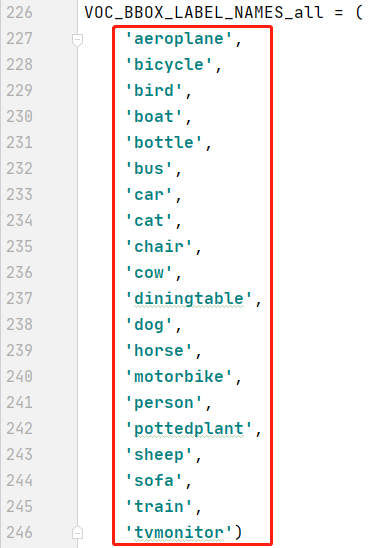 226 VOC_BBOX_LABEL_NAMES_all = (
227 'aeroplane',
228 'bicycle',
229 'bird',
230 'boat',
231 'bottle',
232 'bus',
233 'car',
234 'cat',
235 'chair',
236 'cow',
237 'diningtable',
238 'dog',
239 'horse',
240 'motorbike',
241 'person',
242 'pottedplant',
243 'sheep',
244 'sofa',
245 'train',
246 'tvmonitor')